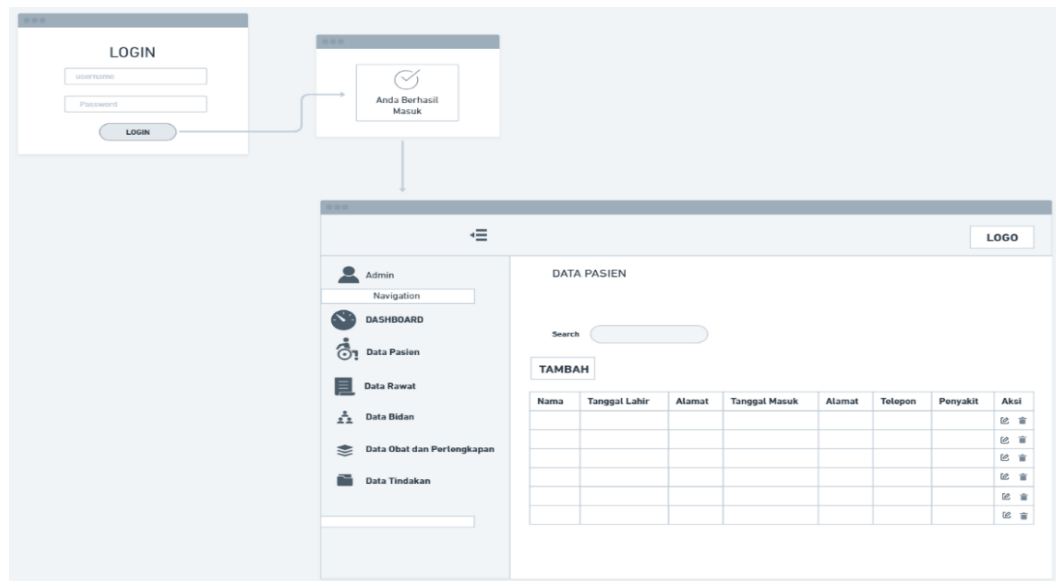 LOGIN
username
Password
LOGIN
Anda Berhasil
Masuk
LOGO
Admin
Navigation
DASHBOARD
Data Pasien
Data Rawat
Data Bidan
Data Obat dan Perlengkapan
Data Tindakan
DATA PASIEN
Search
TAMBAH
Nama Tanggal Lahir Alamat Tanggal Masuk Alamat Telepon Penyakit Aksi